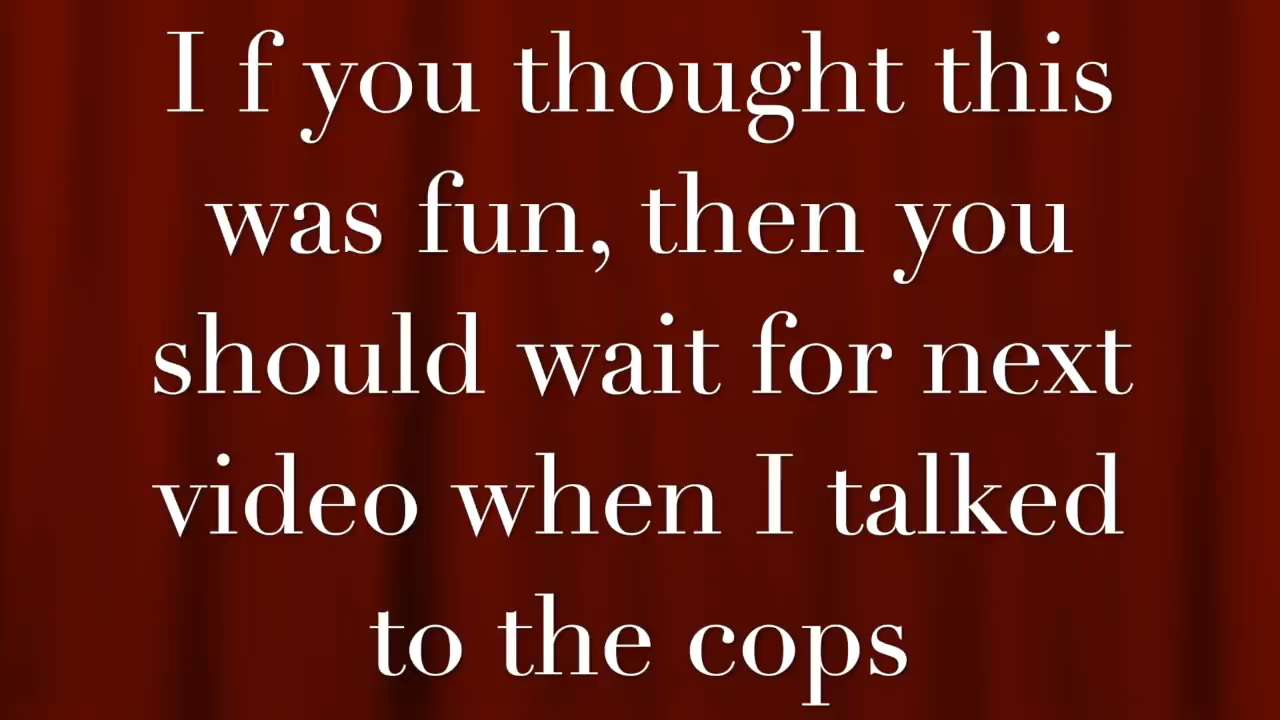 I f you thought this
was fun, then you
should wait for next
video when I talked
to the cops